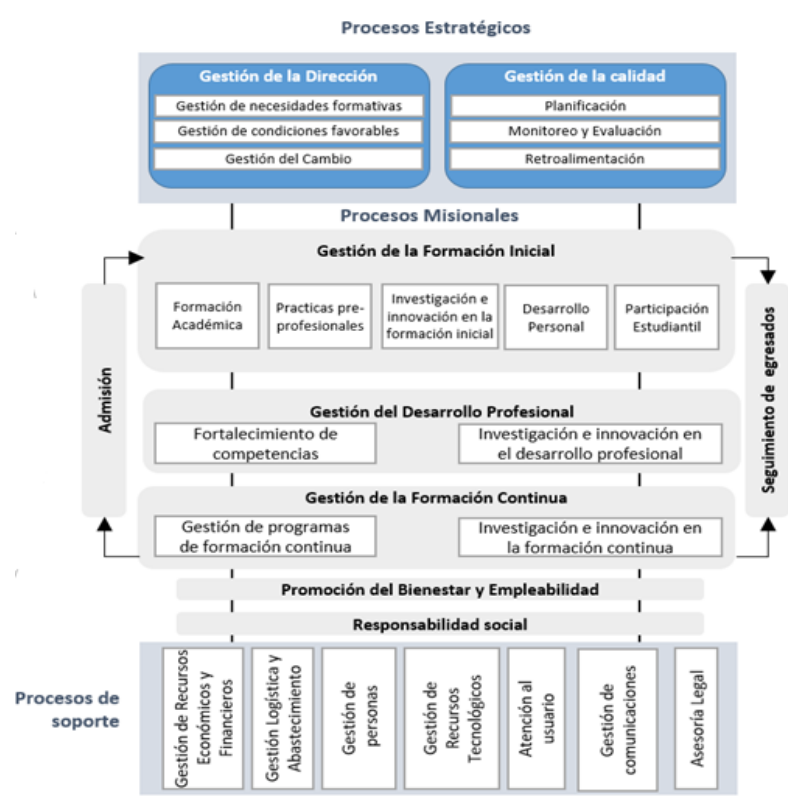 Procesos Estratégicos
Gestión de la Dirección
Gestión de necesidades formativas
Gestión de condiciones favorables
Gestión del Cambio
Gestión de la calidad
Planificación
Monitoreo y Evaluación
Retroalimentación
Procesos Misionales
Admisión
Gestión de la Formación Inicial
Formación
Académica
Practicas pre-
profesionales
Investigación e
innovación en la
formación inicial
Desarrollo
Personal
Participación
Estudiantil
Gestión del Desarrollo Profesional
Fortalecimiento de
competencias
Investigación e innovación en
el desarrollo profesional
Gestión de la Formación Continua
Gestión de programas
de formación continua
Investigación e innovación en
la formación continua
Seguimiento de egresados
Promoción del Bienestar y Empleabilidad
Responsabilidad social
Procesos de
soporte
Gestión de Recursos
Económicos y
Financieros
Gestión Logística y
Abastecimiento
Gestión de
personas
Gestión de
Recursos
Tecnológicos
Atención al
usuario
Gestión de
comunicaciones
Asesoría Legal